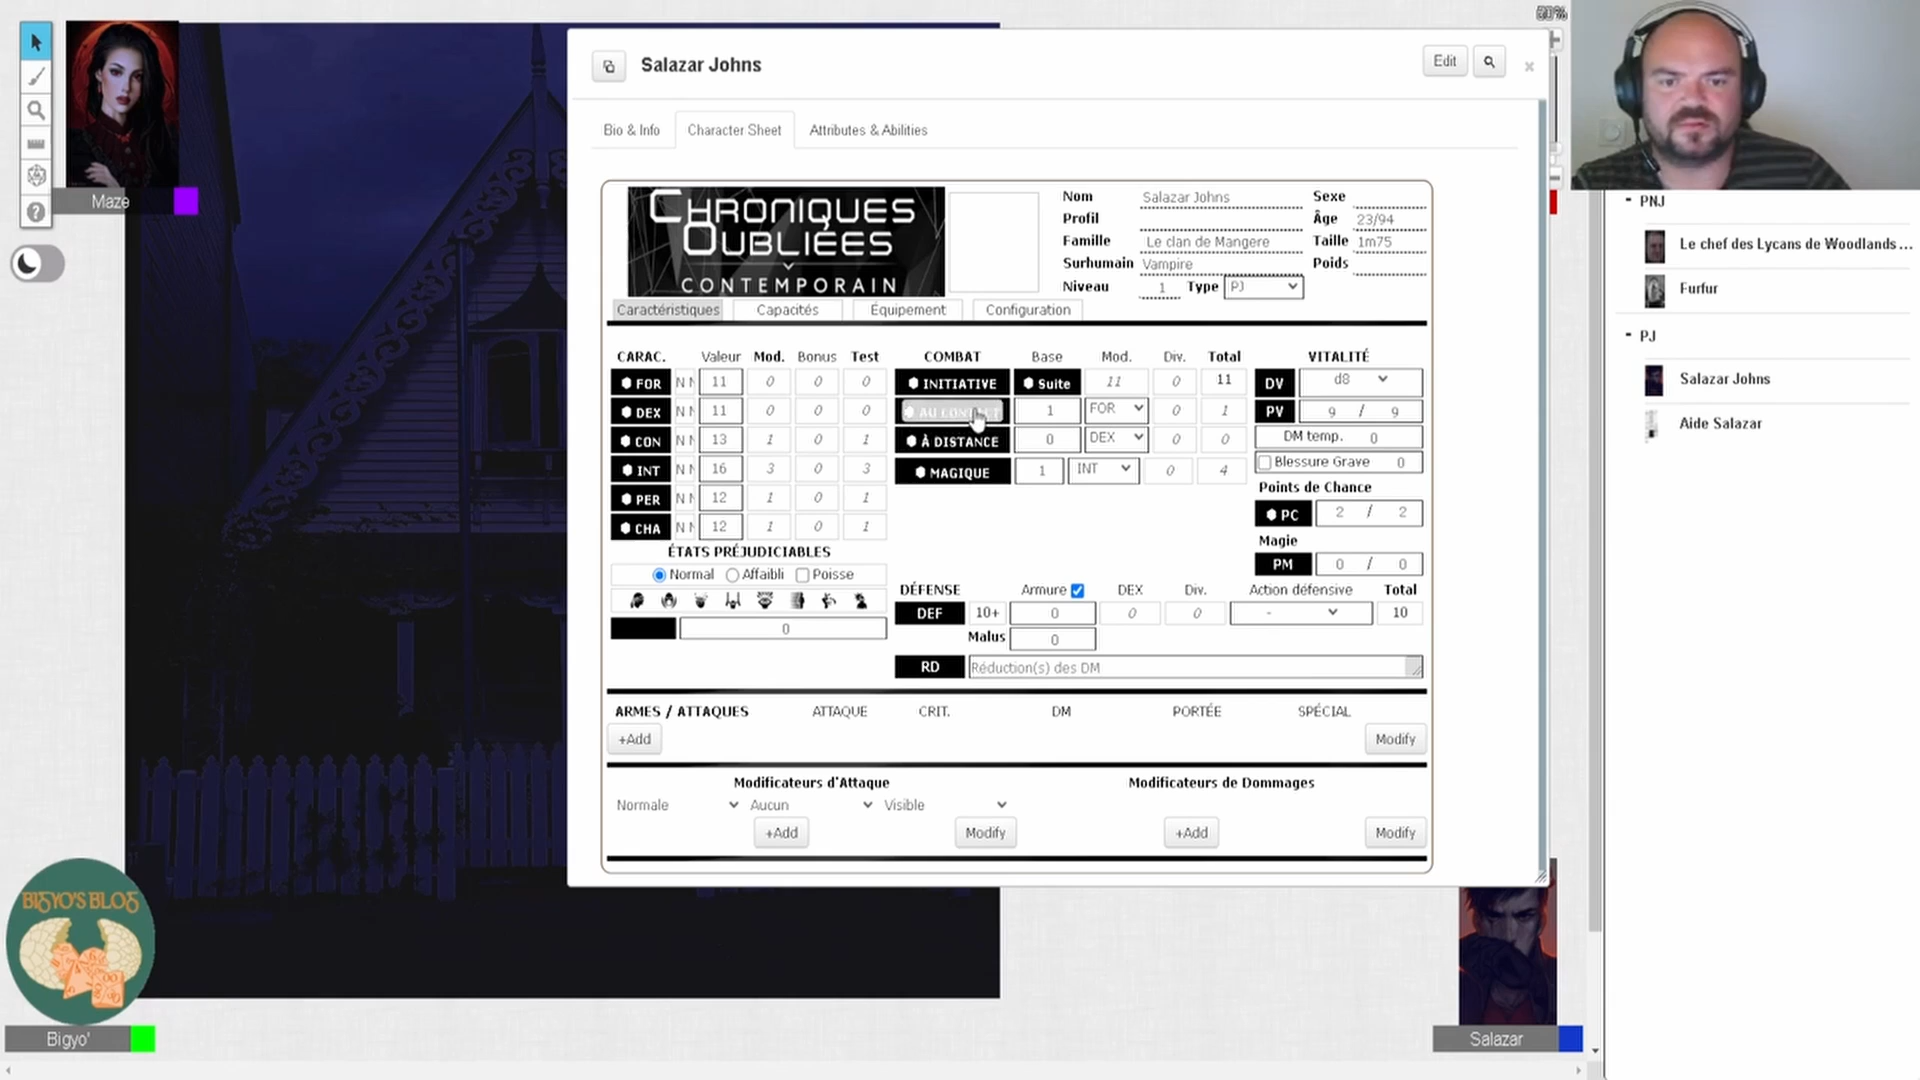 Maze
Salazar Johns
Edit
Bio & Info
Character Sheet
Attributes & Abilities
CHRONIQUES
OUBLIÉES
CONTEMPORAIN
Nom Salazar Johns Sexe
Profil Âge 23/94
Famille Le clan de Mangere Taille 1m75
Surhumain Vampire Poids
Niveau 1 Type PJ
Caractéristiques Capacités Équipement Configuration
CARAC. Valeur Mod. Bonus Test
FOR N N 11 0 0 0
DEX N N 11 0 0 0
CON N N 13 1 0 1
INT N N 16 3 0 3
PER N N 12 1 0 1
CHA N N 12 1 0 1
ÉTATS PRÉJUDICIABLES
Normal Affaibli Poisse
0
COMBAT Base Mod. Div. Total
INITIATIVE Suite 11 0 11
AU CONTACT 1 FOR 0 1
À DISTANCE 0 DEX 0 0
MAGIQUE 1 INT 0 4
VITALITÉ
DV d8
PV 9 / 9
DM temp. 0
Blessure Grave 0
Points de Chance
PC 2 / 2
Magie
PM 0 / 0
DÉFENSE Armure DEX Div. Action défensive Total
DEF 10+ 0 0 0 - 10
Malus 0
RD Réduction(s) des DM
ARMES / ATTAQUES ATTAQUE CRIT. DM PORTÉE SPÉCIAL
+Add Modify
Modificateurs d'Attaque Modificateurs de Dommages
Normale Aucun Visible
+Add Modify +Add Modify
PNJ
Le chef des Lycans de Woodlands ...
Furfur
PJ
Salazar Johns
Aide Salazar
BIGYO'S BLOG
Bigyo'
Salazar